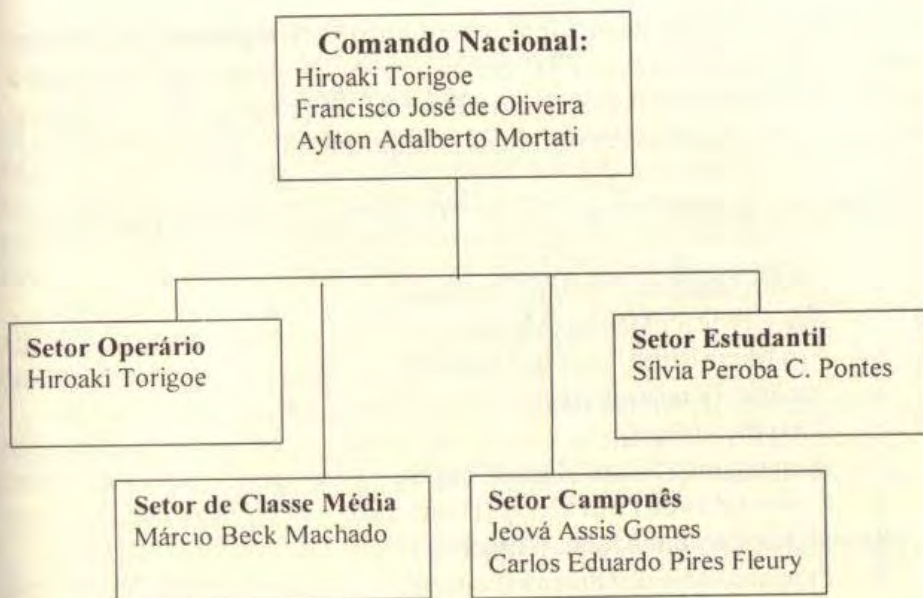 Comando Nacional:
Hiroaki Torigoe
Francisco José de Oliveira
Aylton Adalberto Mortati
Setor Operário
Hiroaki Torigoe
Setor Estudantil
Sílvia Peroba C. Pontes
Setor de Classe Média
Márcio Beck Machado
Setor Camponês
Jeová Assis Gomes
Carlos Eduardo Pires Fleury